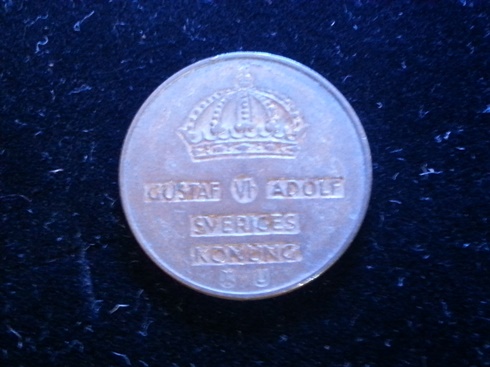 GUSTAF VI ADOLF
SVERIGES
KONUNG
U